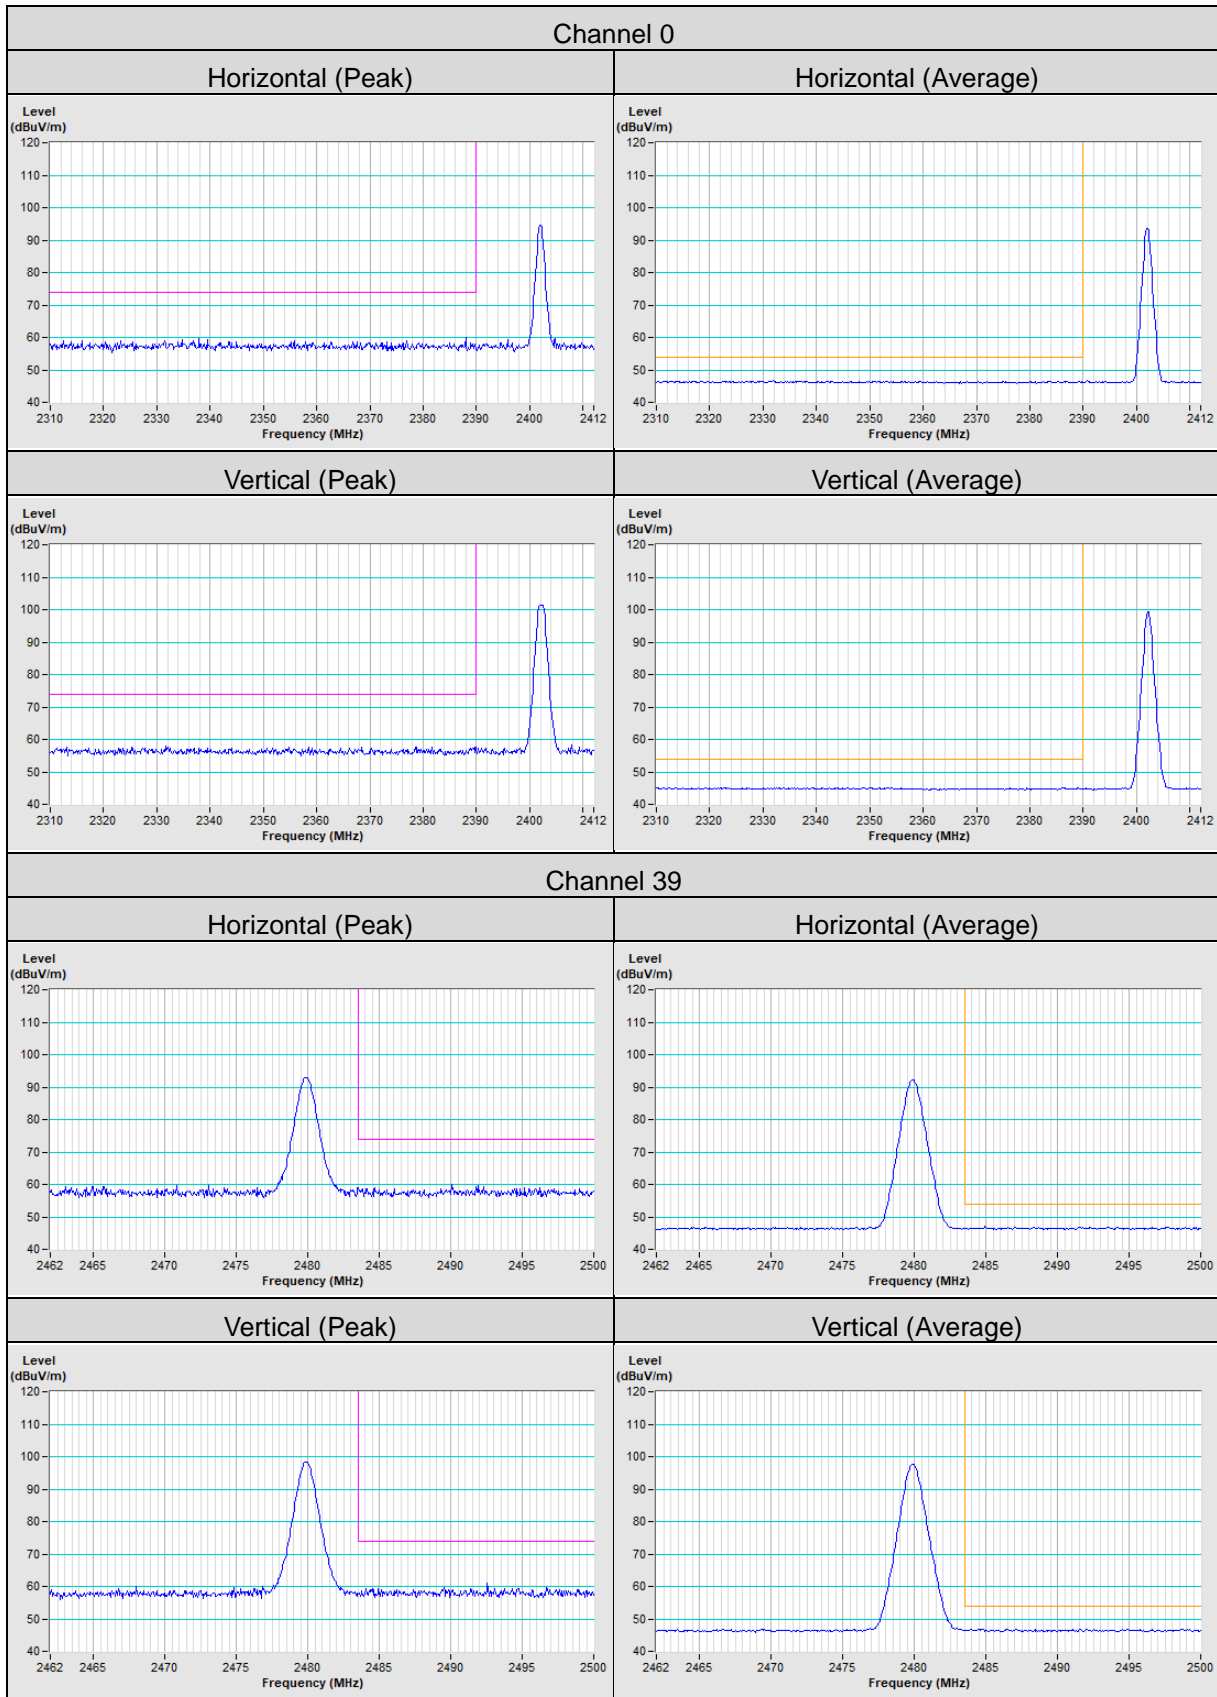 Channel 0
Horizontal (Peak) Horizontal (Average)
Level Level
(dBuV/m) (dBuV/m)
120 120
110 110
100 100
90 90
80 80
70 70
60 60
50 50
40 40
2310 2320 2330 2340 2350 2360 2370 2380 2390 2400 2412 2310 2320 2330 2340 2350 2360 2370 2380 2390 2400 2412
Frequency (MHz) Frequency (MHz)
Vertical (Peak) Vertical (Average)
Level Level
(dBuV/m) (dBuV/m)
120 120
110 110
100 100
90 90
80 80
70 70
60 60
50 50
40 40
2310 2320 2330 2340 2350 2360 2370 2380 2390 2400 2412 2310 2320 2330 2340 2350 2360 2370 2380 2390 2400 2412
Frequency (MHz) Frequency (MHz)
Channel 39
Horizontal (Peak) Horizontal (Average)
Level Level
(dBuV/m) (dBuV/m)
120 120
110 110
100 100
90 90
80 80
70 70
60 60
50 50
40 40
2462 2465 2470 2475 2480 2485 2490 2495 2500 2462 2465 2470 2475 2480 2485 2490 2495 2500
Frequency (MHz) Frequency (MHz)
Vertical (Peak) Vertical (Average)
Level Level
(dBuV/m) (dBuV/m)
120 120
110 110
100 100
90 90
80 80
70 70
60 60
50 50
40 40
2462 2465 2470 2475 2480 2485 2490 2495 2500 2462 2465 2470 2475 2480 2485 2490 2495 2500
Frequency (MHz) Frequency (MHz)